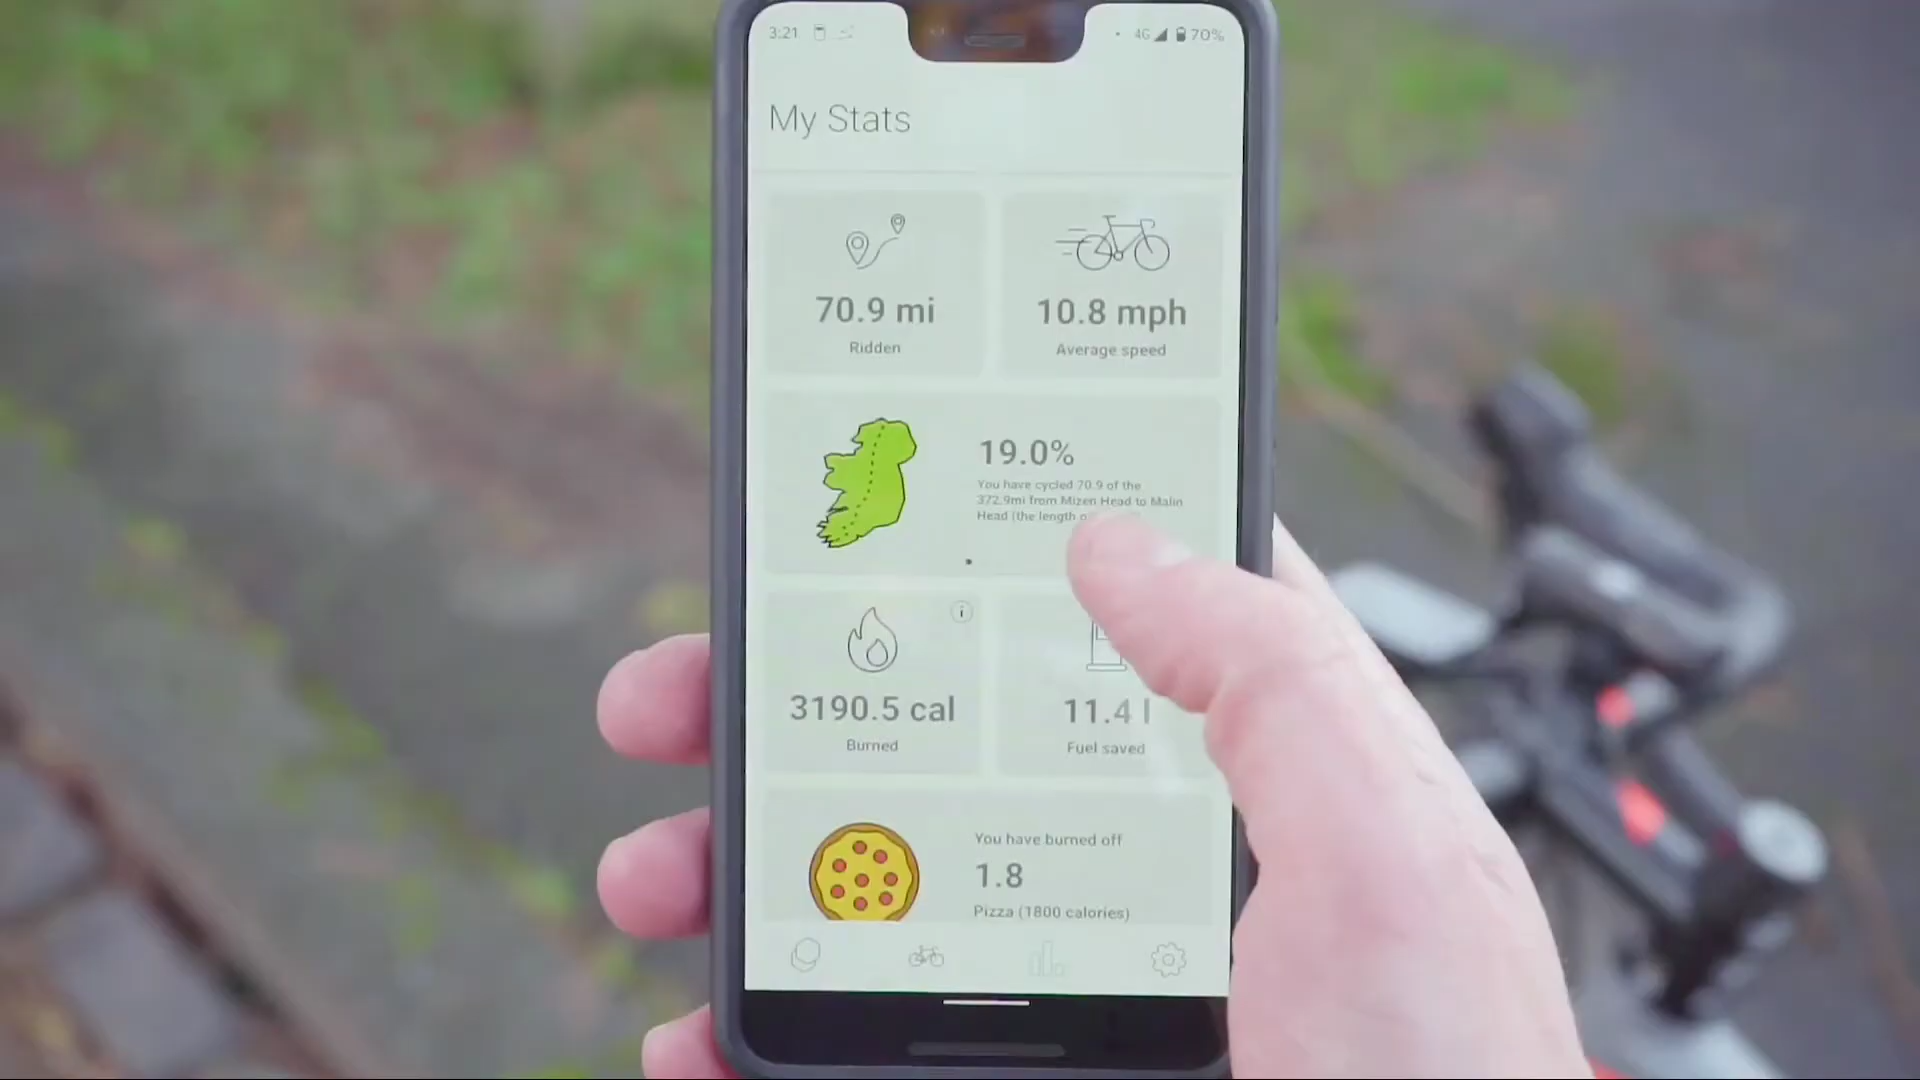 3:21
4G 70%
My Stats
70.9 mi
Ridden
10.8 mph
Average speed
19.0%
You have cycled 70.9 of the
372.9mi from Mizen Head to Malin
Head (the length
3190.5 cal
Burned
11.4 l
Fuel saved
You have burned off
1.8
Pizza (1800 calories)